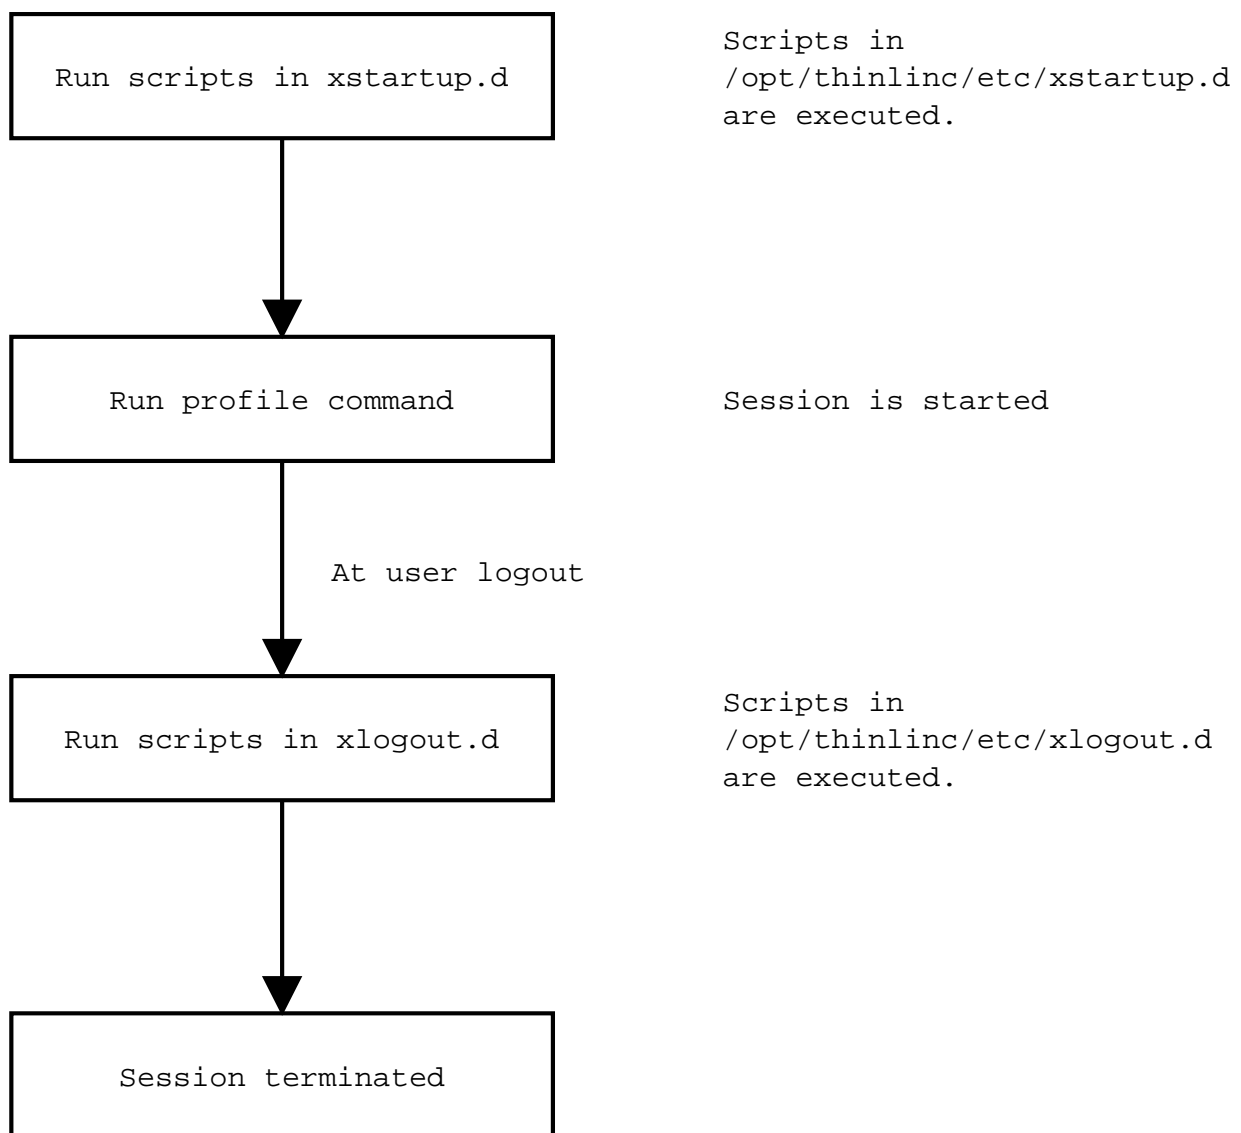 Run scripts in xstartup.d
Scripts in
/opt/thinlinc/etc/xstartup.d
are executed.
Run profile command
Session is started
At user logout
Run scripts in xlogout.d
Scripts in
/opt/thinlinc/etc/xlogout.d
are executed.
Session terminated